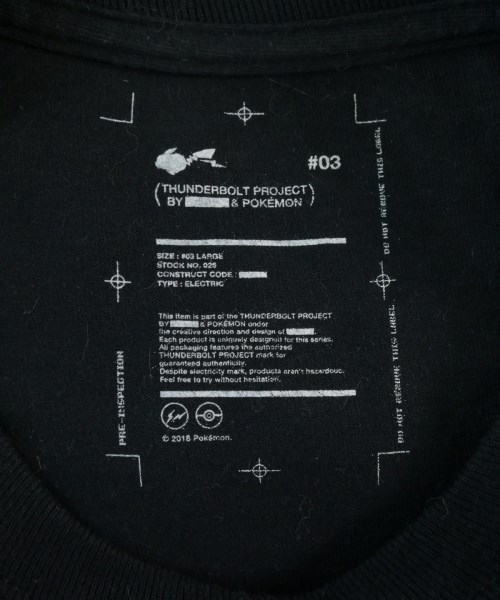 #03
(THUNDERBOLT PROJECT)
BY & POKÉMON
SIZE : #03 LARGE
STOCK NO. 025
CONSTRUCT CODE :
TYPE : ELECTRIC
This item is part of the THUNDERBOLT PROJECT
BY & POKÉMON under
the creative direction and design of .
Each product is uniquely designed for this series.
All packaging features the authorized
THUNDERBOLT PROJECT mark for
guaranteed authenticity.
Despite electricity mark, products aren't hazardous.
Feel free to try without hesitation.
© 2018 Pokémon.
PRE-INSPECTION
DO NOT REMOVE THIS LABEL
DO NOT REMOVE THIS LABEL